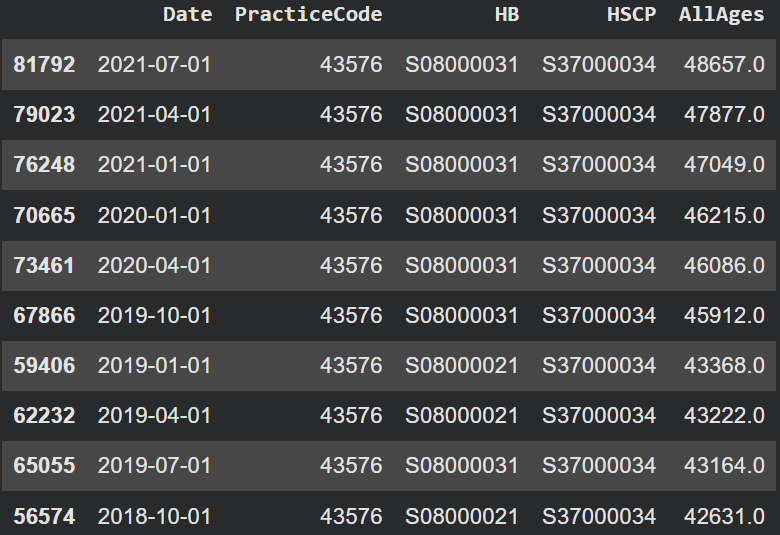 Date PracticeCode HB HSCP AllAges
81792 2021-07-01 43576 S08000031 S37000034 48657.0
79023 2021-04-01 43576 S08000031 S37000034 47877.0
76248 2021-01-01 43576 S08000031 S37000034 47049.0
70665 2020-01-01 43576 S08000031 S37000034 46215.0
73461 2020-04-01 43576 S08000031 S37000034 46086.0
67866 2019-10-01 43576 S08000031 S37000034 45912.0
59406 2019-01-01 43576 S08000021 S37000034 43368.0
62232 2019-04-01 43576 S08000021 S37000034 43222.0
65055 2019-07-01 43576 S08000031 S37000034 43164.0
56574 2018-10-01 43576 S08000021 S37000034 42631.0